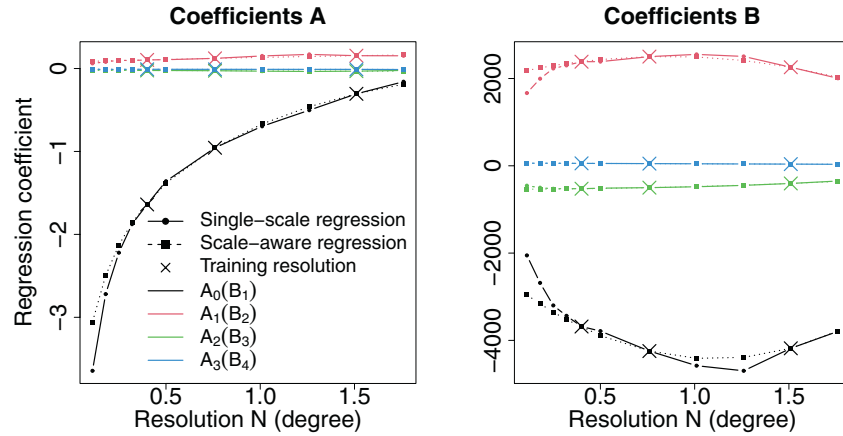 Coefficients A
Coefficients B
Regression coefficient
0
−1
−2
−3
Single−scale regression
Scale−aware regression
Training resolution
A0(B1)
A1(B2)
A2(B3)
A3(B4)
0.5
1.0
1.5
Resolution N (degree)
2000
0
−2000
−4000
0.5
1.0
1.5
Resolution N (degree)